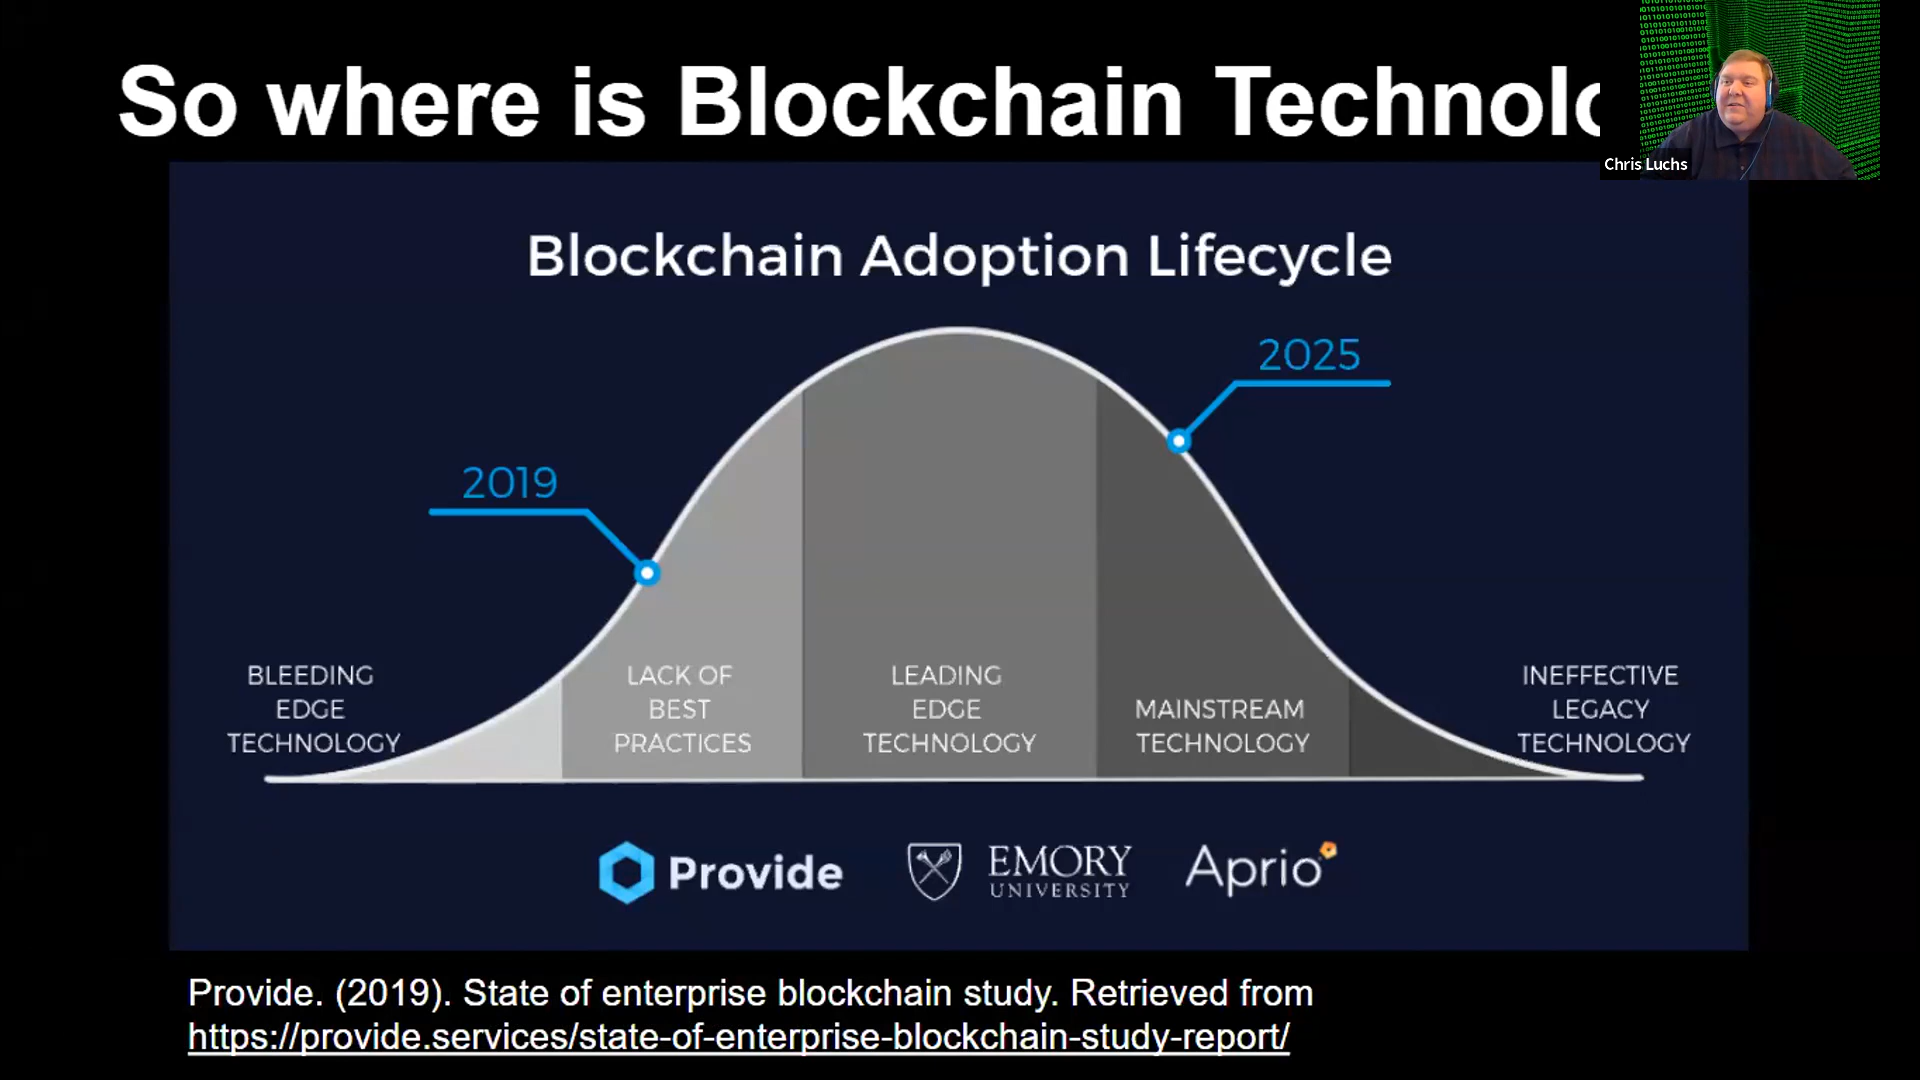 So where is Blockchain Technolo
Chris Luchs
Blockchain Adoption Lifecycle
2025
2019
BLEEDING
EDGE
TECHNOLOGY
LACK OF
BEST
PRACTICES
LEADING
EDGE
TECHNOLOGY
MAINSTREAM
TECHNOLOGY
INEFFECTIVE
LEGACY
TECHNOLOGY
Provide
EMORY
UNIVERSITY
Aprio
Provide. (2019). State of enterprise blockchain study. Retrieved from
https://provide.services/state-of-enterprise-blockchain-study-report/